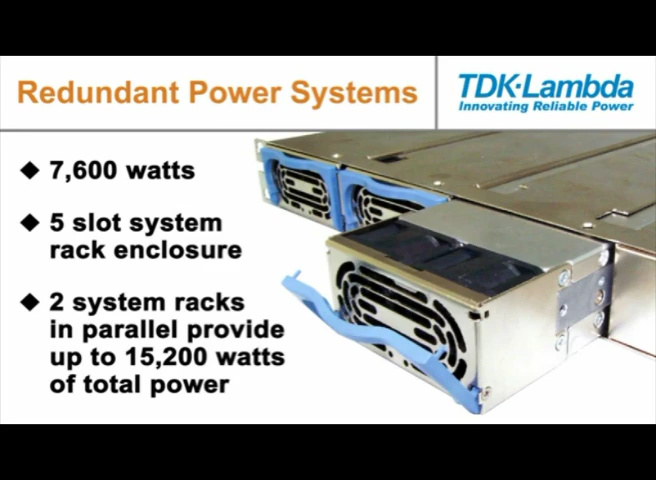 Redundant Power Systems
TDK·Lambda
Innovating Reliable Power
◆ 7,600 watts
◆ 5 slot system
rack enclosure
◆ 2 system racks
in parallel provide
up to 15,200 watts
of total power